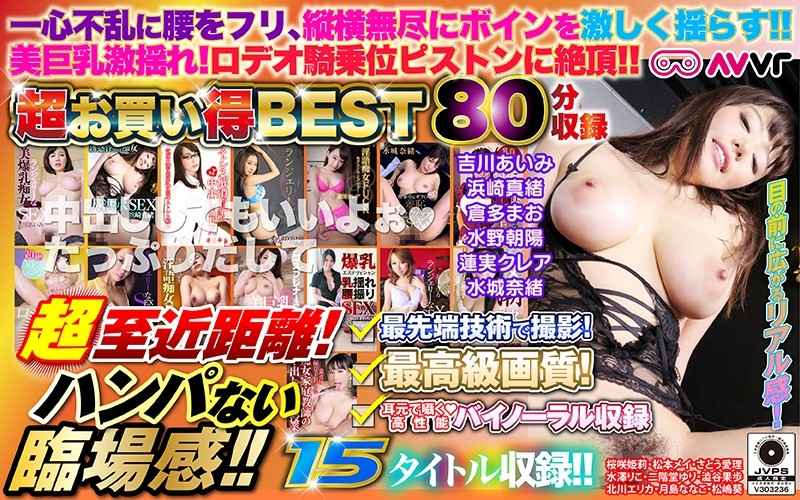 一心不乱に腰をフリ、縦横無尽にボインを激しく揺らす!!
美巨乳激揺れ!ロデオ騎乗位ピストンに絶頂!!
AVVr
超お買い得BEST 80分収録
吉川あいみ
浜崎真緒
倉多まお
水野朝陽
蓮実クレア
水城奈緒
中出ししてもいいよぉ♥
たっぷりだして
目の前に広がるリアル感!
超至近距離!
ハンパない
臨場感!!
最先端技術で撮影!
最高級画質!
耳元で囁く♥
高性能
バイノーラル収録
15タイトル収録!!
桜咲姫莉・松本メイ・さとう愛理
水澤りこ・二階堂ゆり・澁谷果歩
北川エリカ・月島ななこ・松嶋葵
JVPS
V303236